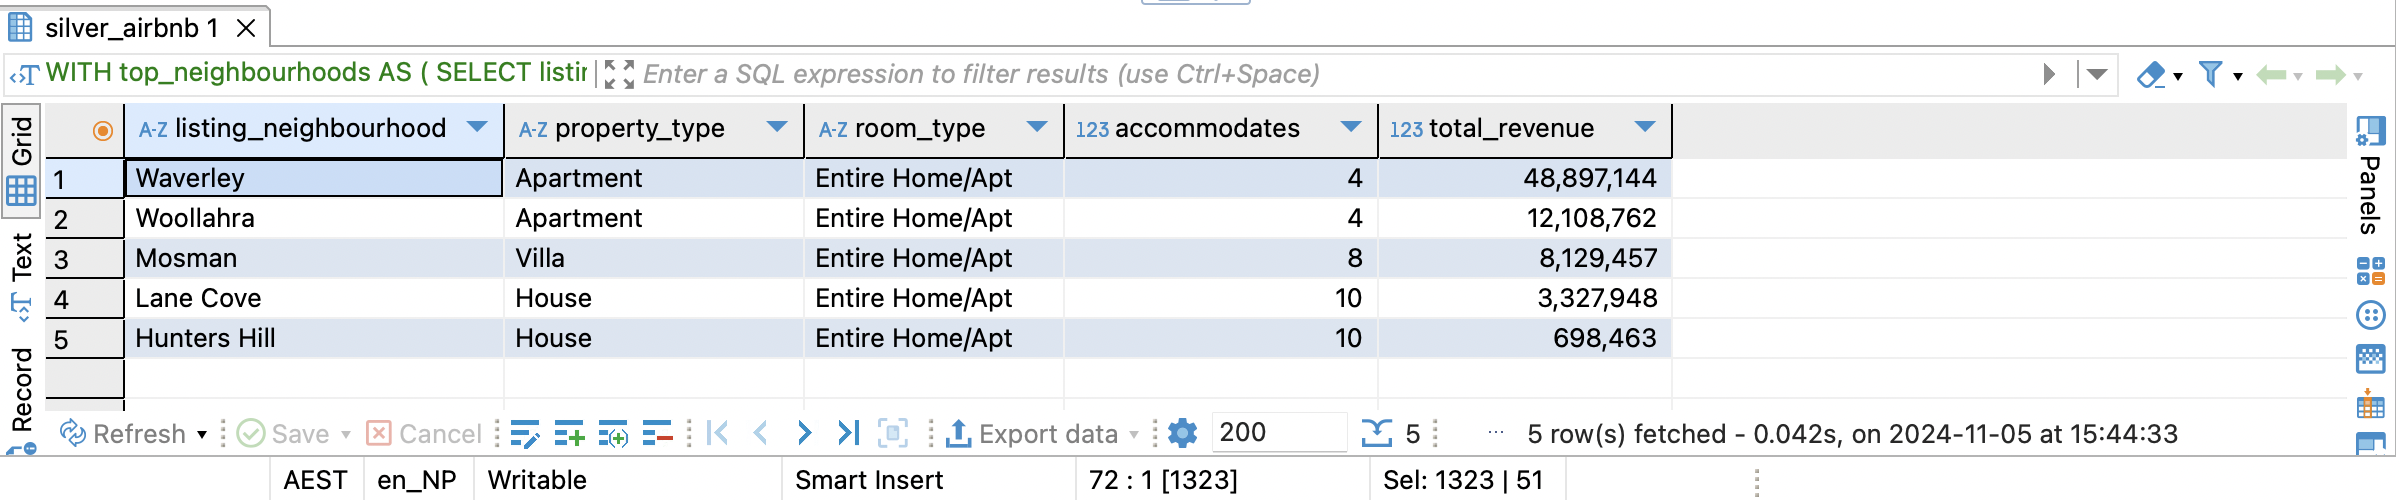 silver_airbnb 1
WITH top_neighbourhoods AS ( SELECT listin Enter a SQL expression to filter results (use Ctrl+Space)
Grid
Text
Record
Panels
A-Z listing_neighbourhood A-Z property_type A-Z room_type 123 accommodates 123 total_revenue
1 Waverley Apartment Entire Home/Apt 4 48,897,144
2 Woollahra Apartment Entire Home/Apt 4 12,108,762
3 Mosman Villa Entire Home/Apt 8 8,129,457
4 Lane Cove House Entire Home/Apt 10 3,327,948
5 Hunters Hill House Entire Home/Apt 10 698,463
Refresh Save Cancel Export data 200 5 ... 5 row(s) fetched - 0.042s, on 2024-11-05 at 15:44:33
AEST en_NP Writable Smart Insert 72 : 1 [1323] Sel: 1323 | 51